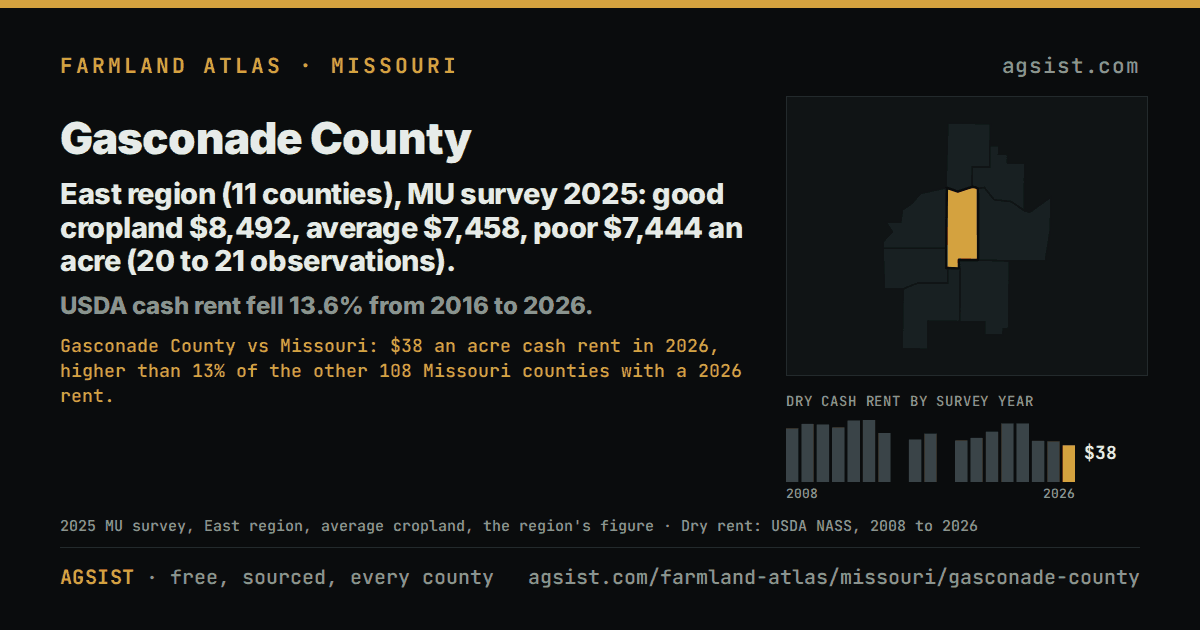 FARMLAND ATLAS · MISSOURI
agsist.com
Gasconade County
East region (11 counties), MU survey 2025: good
cropland $8,492, average $7,458, poor $7,444 an
acre (20 to 21 observations).
USDA cash rent fell 13.6% from 2016 to 2026.
Gasconade County vs Missouri: $38 an acre cash rent in 2026,
higher than 13% of the other 108 Missouri counties with a 2026
rent.
DRY CASH RENT BY SURVEY YEAR
$38
2008
2026
2025 MU survey, East region, average cropland, the region's figure · Dry rent: USDA NASS, 2008 to 2026
AGSIST · free, sourced, every county
agsist.com/farmland-atlas/missouri/gasconade-county